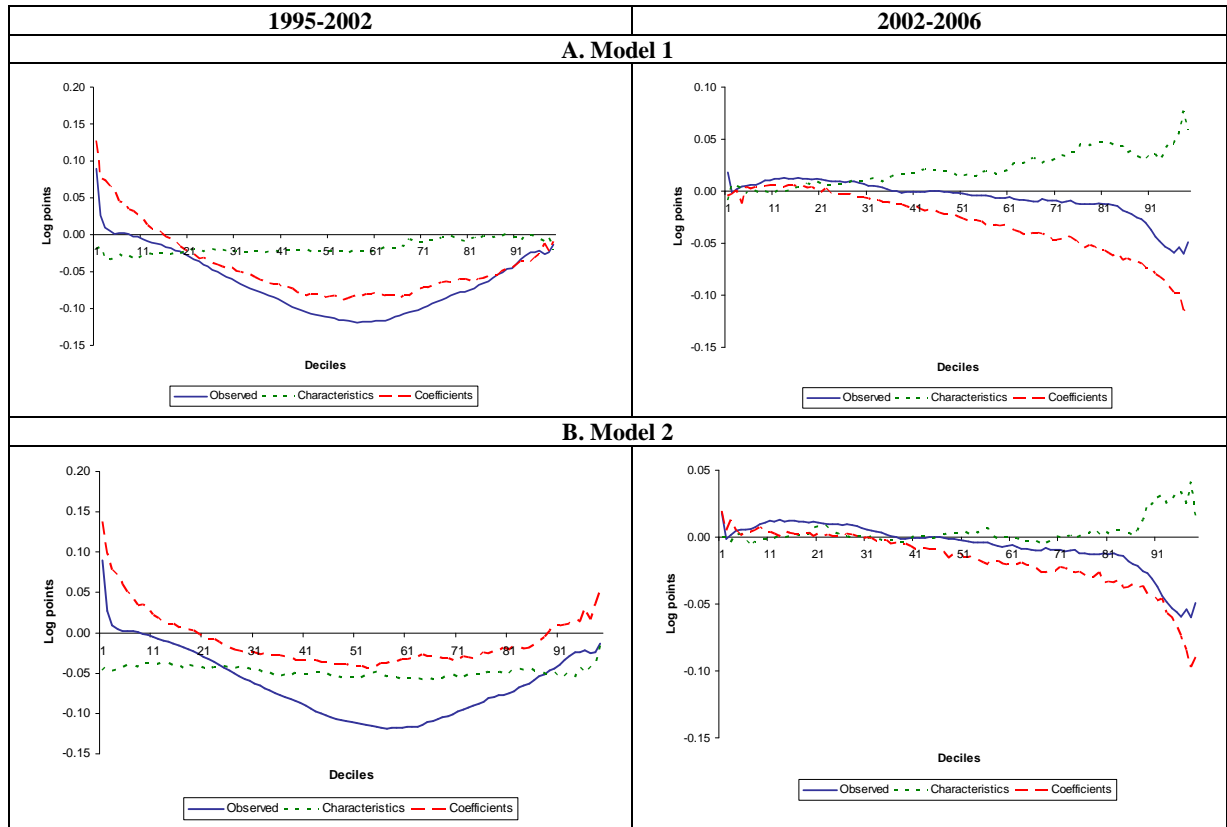 1995-2002
2002-2006
A. Model 1
0.20
0.15
0.10
0.05
0.00
-0.05
-0.10
-0.15
Log points
1 11 21 31 41 51 61 71 81 91
Deciles
Observed Characteristics Coefficients
0.10
0.05
0.00
-0.05
-0.10
-0.15
Log points
1 11 21 31 41 51 61 71 81 91
Deciles
Observed Characteristics Coefficients
B. Model 2
0.20
0.15
0.10
0.05
0.00
-0.05
-0.10
-0.15
Log points
1 11 21 31 41 51 61 71 81 91
Deciles
Observed Characteristics Coefficients
0.05
0.00
-0.05
-0.10
-0.15
Log points
1 11 21 31 41 51 61 71 81 91
Deciles
Observed Characteristics Coefficients